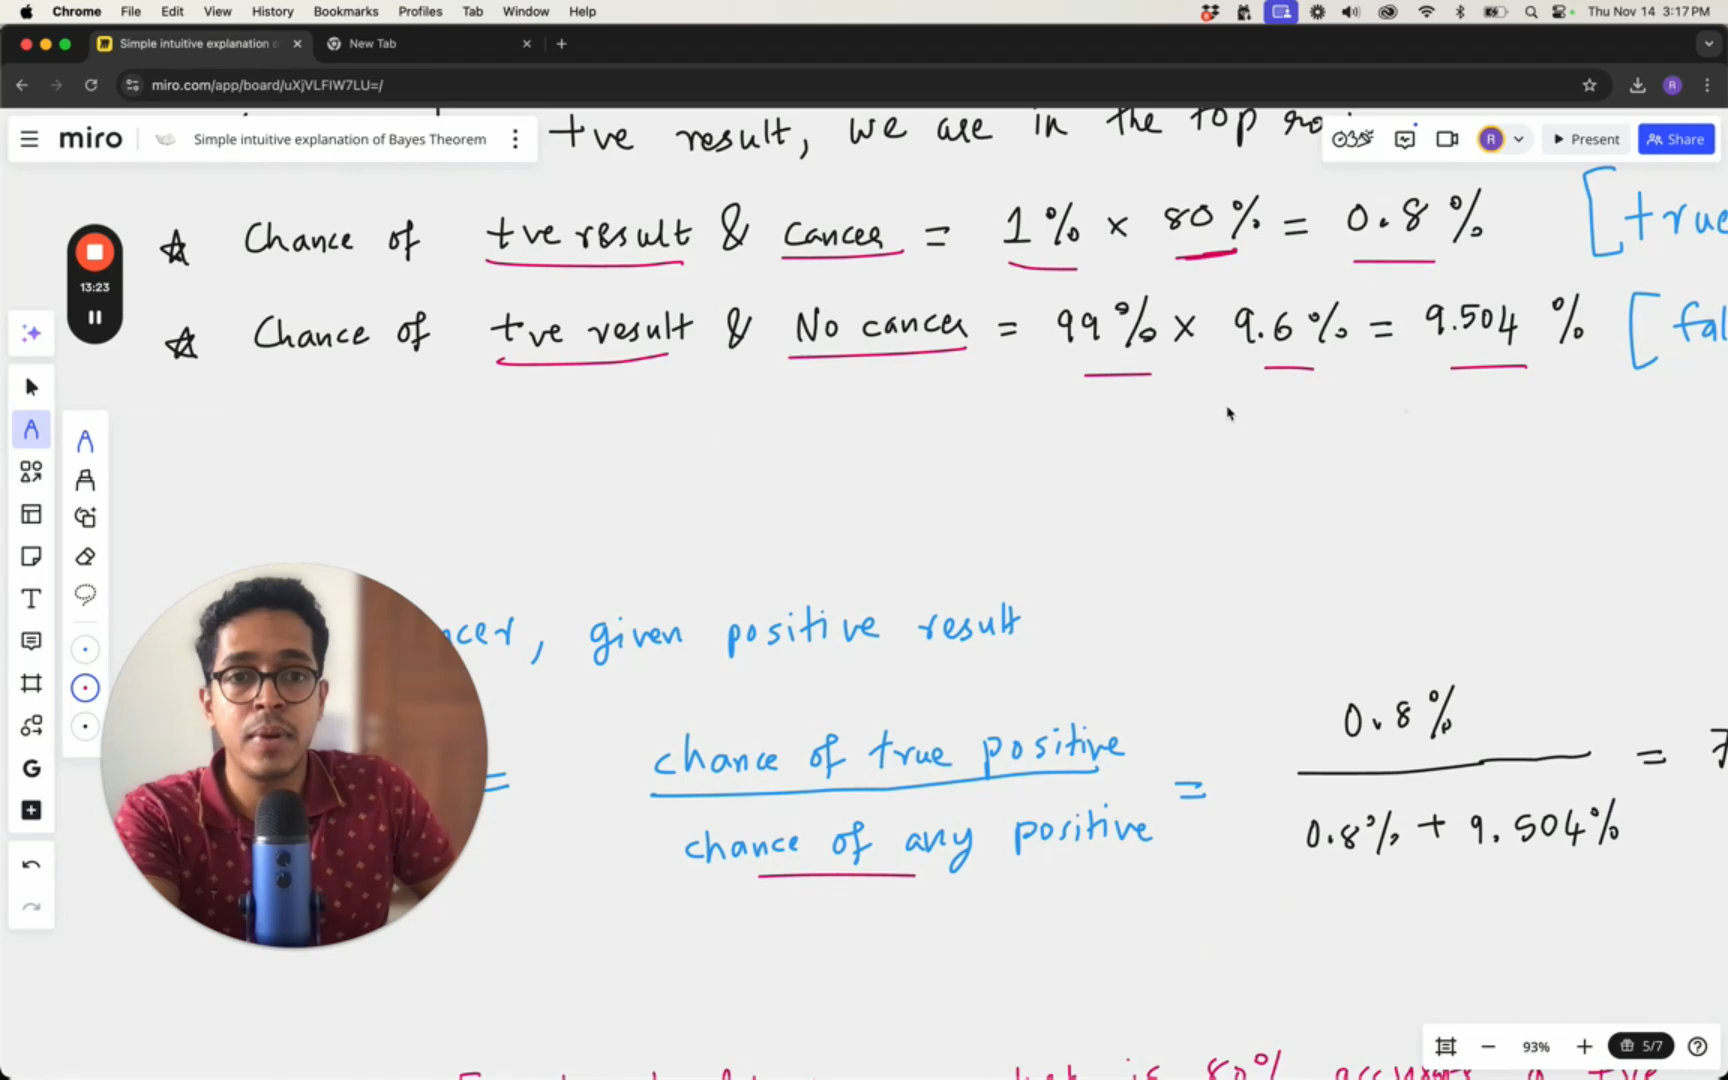 Chrome File Edit View History Bookmarks Profiles Tab Window Help Thu Nov 14 3:17 PM
Simple intuitive explanation o New Tab
miro.com/app/board/uXjVLFIW7LU=/
+ve result, we are in the top
miro Simple intuitive explanation of Bayes Theorem R Present Share
☆ Chance of +ve result & cancer = 1% × 80% = 0.8% [true
☆ Chance of +ve result & No cancer = 99% × 9.6% = 9.504 % [fal
13:23
ncer, given positive result
= chance of true positive = 0.8% =
chance of any positive 0.8% + 9.504%
93% 5/7
is 80%